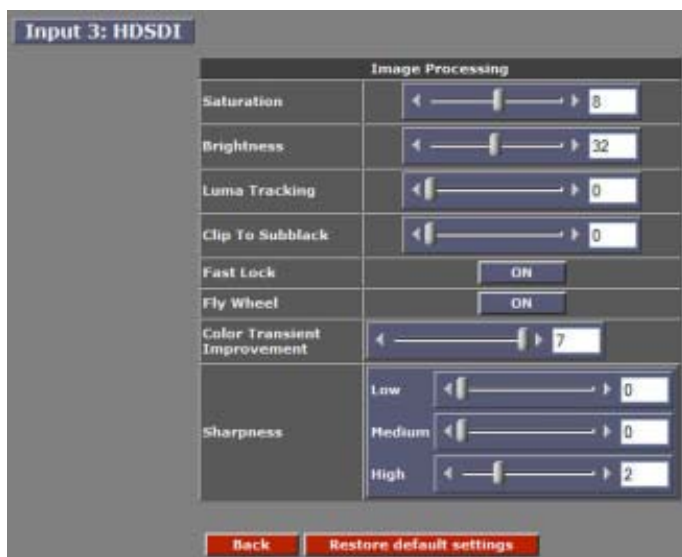 Input 3: HDSDI
Image Processing
Saturation 8
Brightness 32
Luma Tracking 0
Clip To Subblack 0
Fast Lock ON
Fly Wheel ON
Color Transient
Improvement 7
Sharpness
Low 0
Medium 0
High 2
Back Restore default settings